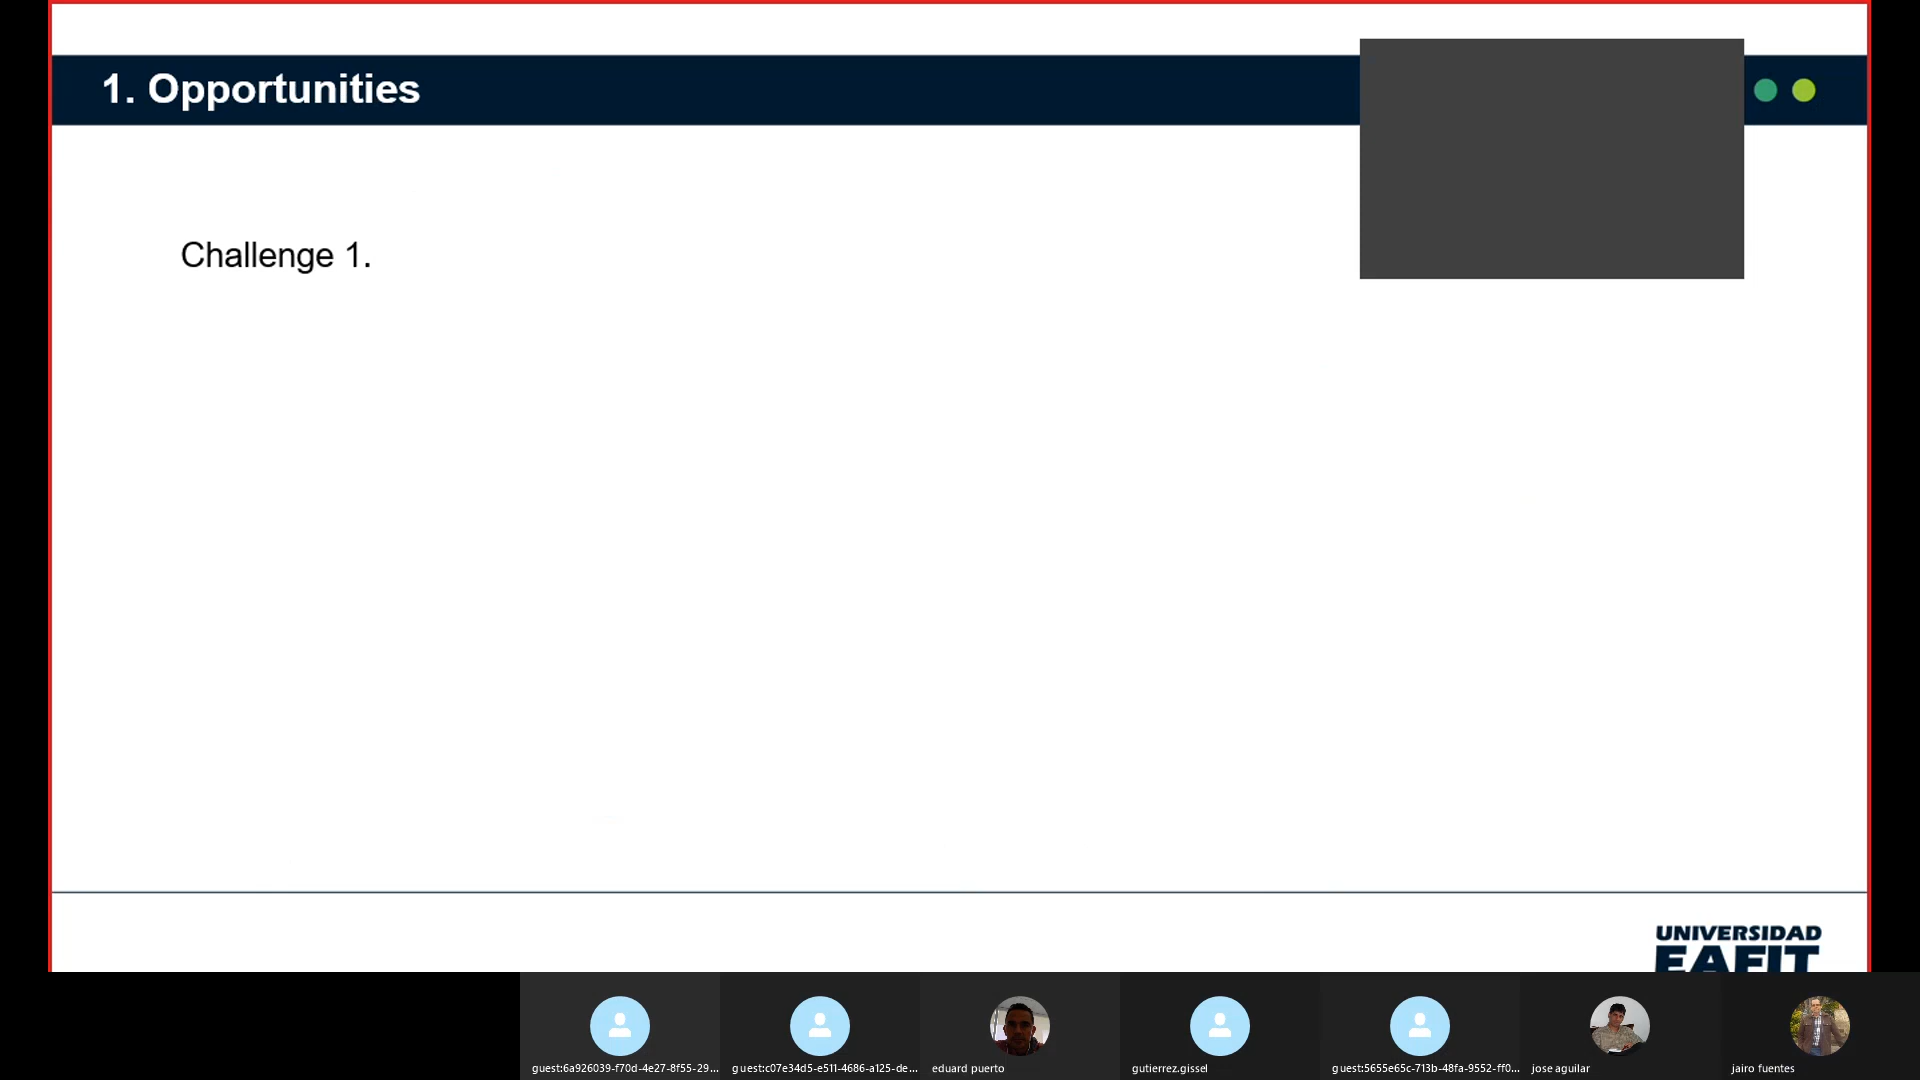 1. Opportunities
Challenge 1.
UNIVERSIDAD
EAFIT
guest:6a926039-f70d-4e27-8f55-29...
guest:c07e34d5-e511-4686-a125-de...
eduard puerto
gutierrez.gissel
guest:5655e65c-713b-48fa-9552-ff0...
jose aguilar
jairo fuentes